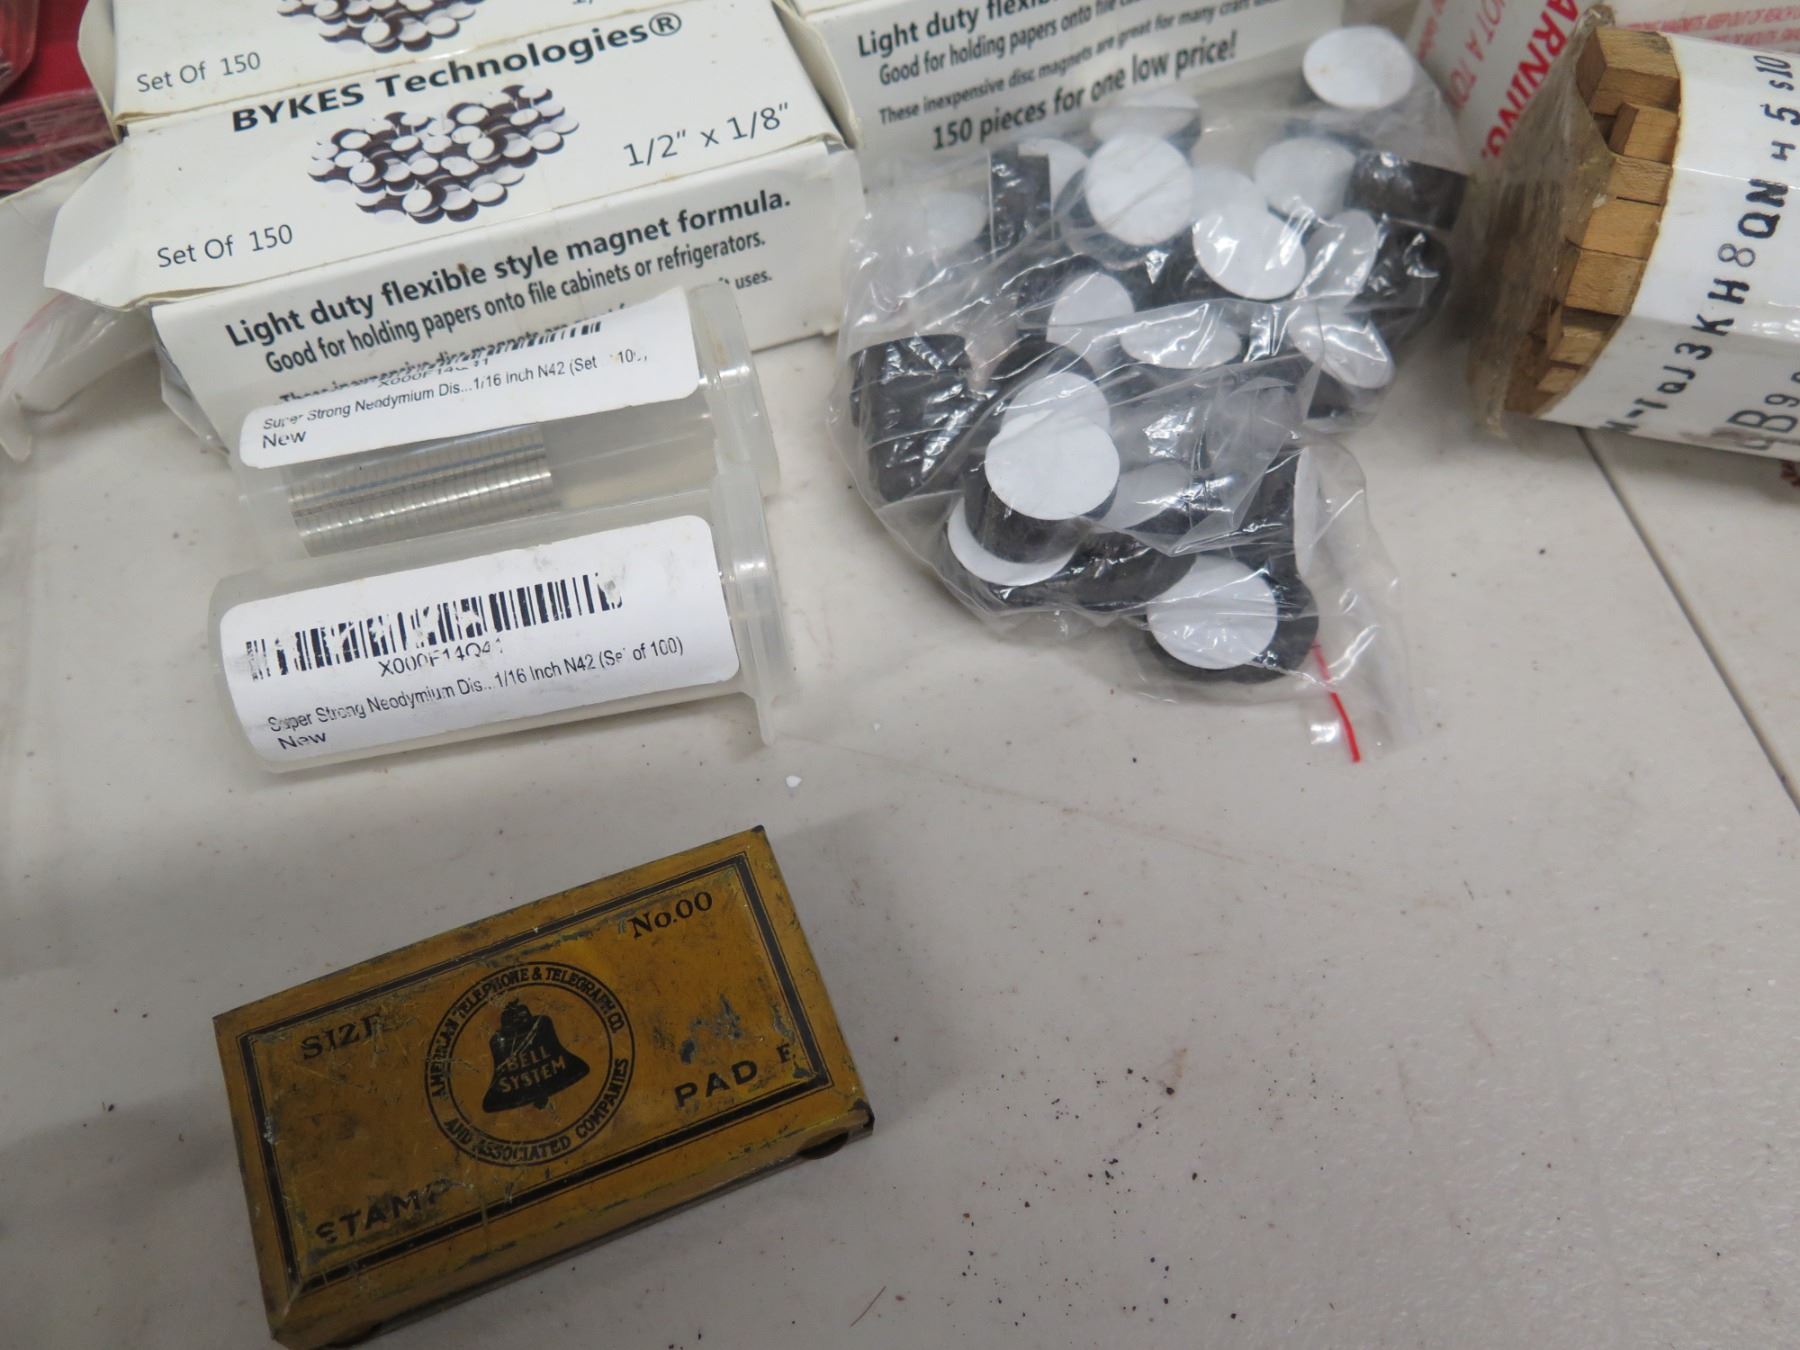 Set Of 150
BYKES Technologies®
1/2" x 1/8"
Set Of 150
Light duty flexible style magnet formula.
Good for holding papers onto file cabinets or refrigerators.
uses.
Light duty
Good for holding papers onto file
These inexpensive disc magnets are great for many craft
150 pieces for one low price!
Super Strong Neodymium Dis...1/16 Inch N42 (Set
New
X000F14Q41
Super Strong Neodymium Dis...1/16 Inch N42 (Set of 100)
New
SIZE No.00
AMERICAN TELEPHONE & TELEGRAPH CO.
AND ASSOCIATED COMPANIES
BELL
SYSTEM
STAMP PAD